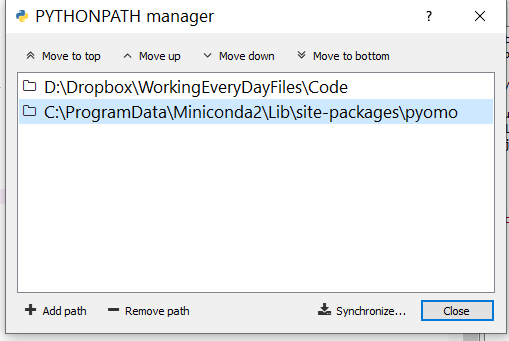 PYTHONPATH manager ?
Move to top Move up Move down Move to bottom
D:\Dropbox\WorkingEveryDayFiles\Code
C:\ProgramData\Miniconda2\Lib\site-packages\pyomo
Add path Remove path Synchronize... Close